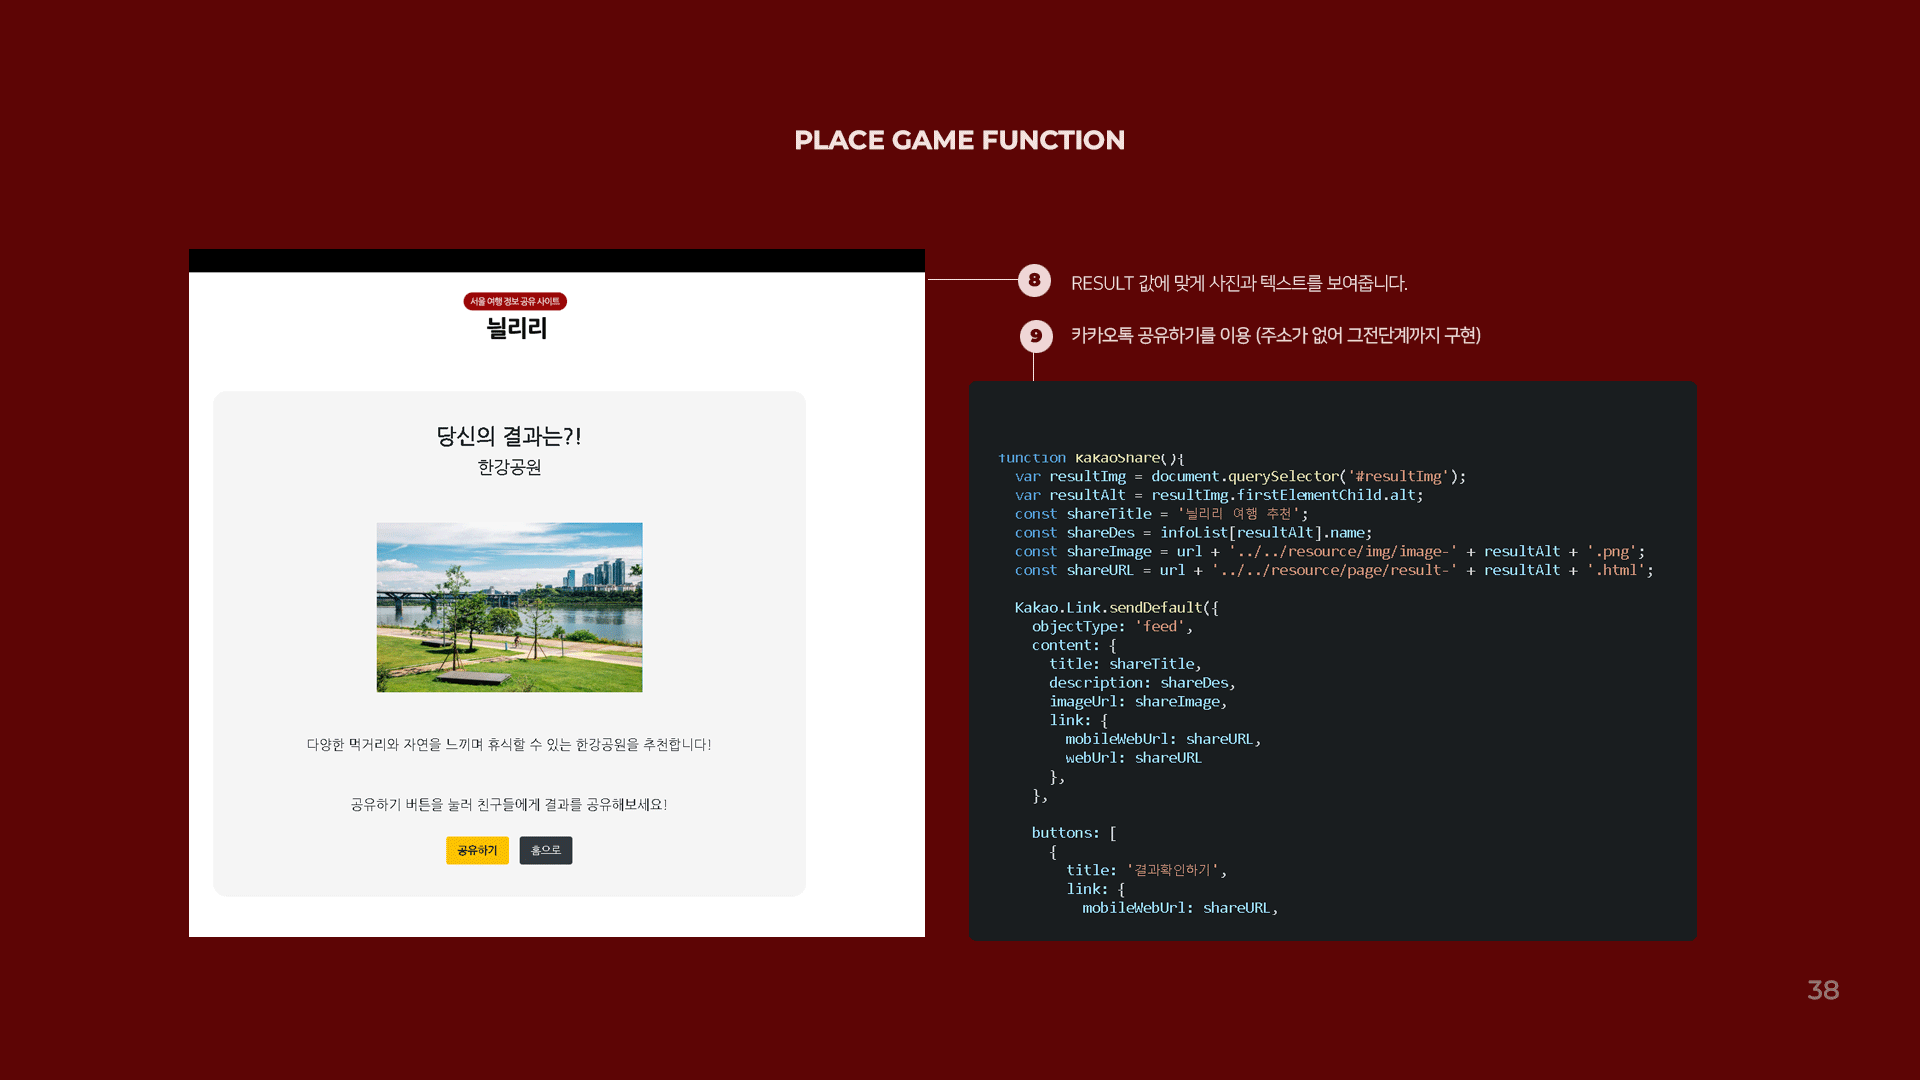 PLACE GAME FUNCTION
서울 여행 정보 공유 사이트
늴리리
당신의 결과는?!
한강공원
다양한 먹거리와 자연을 느끼며 휴식할 수 있는 한강공원을 추천합니다!
공유하기 버튼을 눌러 친구들에게 결과를 공유해보세요!
공유하기 홈으로
8 RESULT 값에 맞게 사진과 텍스트를 보여줍니다.
9 카카오톡 공유하기를 이용 (주소가 없어 그전단계까지 구현)
function kakaoShare(){
var resultImg = document.querySelector('#resultImg');
var resultAlt = resultImg.firstElementChild.alt;
const shareTitle = '늴리리 여행 추천';
const shareDes = infoList[resultAlt].name;
const shareImage = url + '../../resource/img/image-' + resultAlt + '.png';
const shareURL = url + '../../resource/page/result-' + resultAlt + '.html';
Kakao.Link.sendDefault({
objectType: 'feed',
content: {
title: shareTitle,
description: shareDes,
imageUrl: shareImage,
link: {
mobileWebUrl: shareURL,
webUrl: shareURL
},
},
buttons: [
{
title: '결과확인하기',
link: {
mobileWebUrl: shareURL,
38